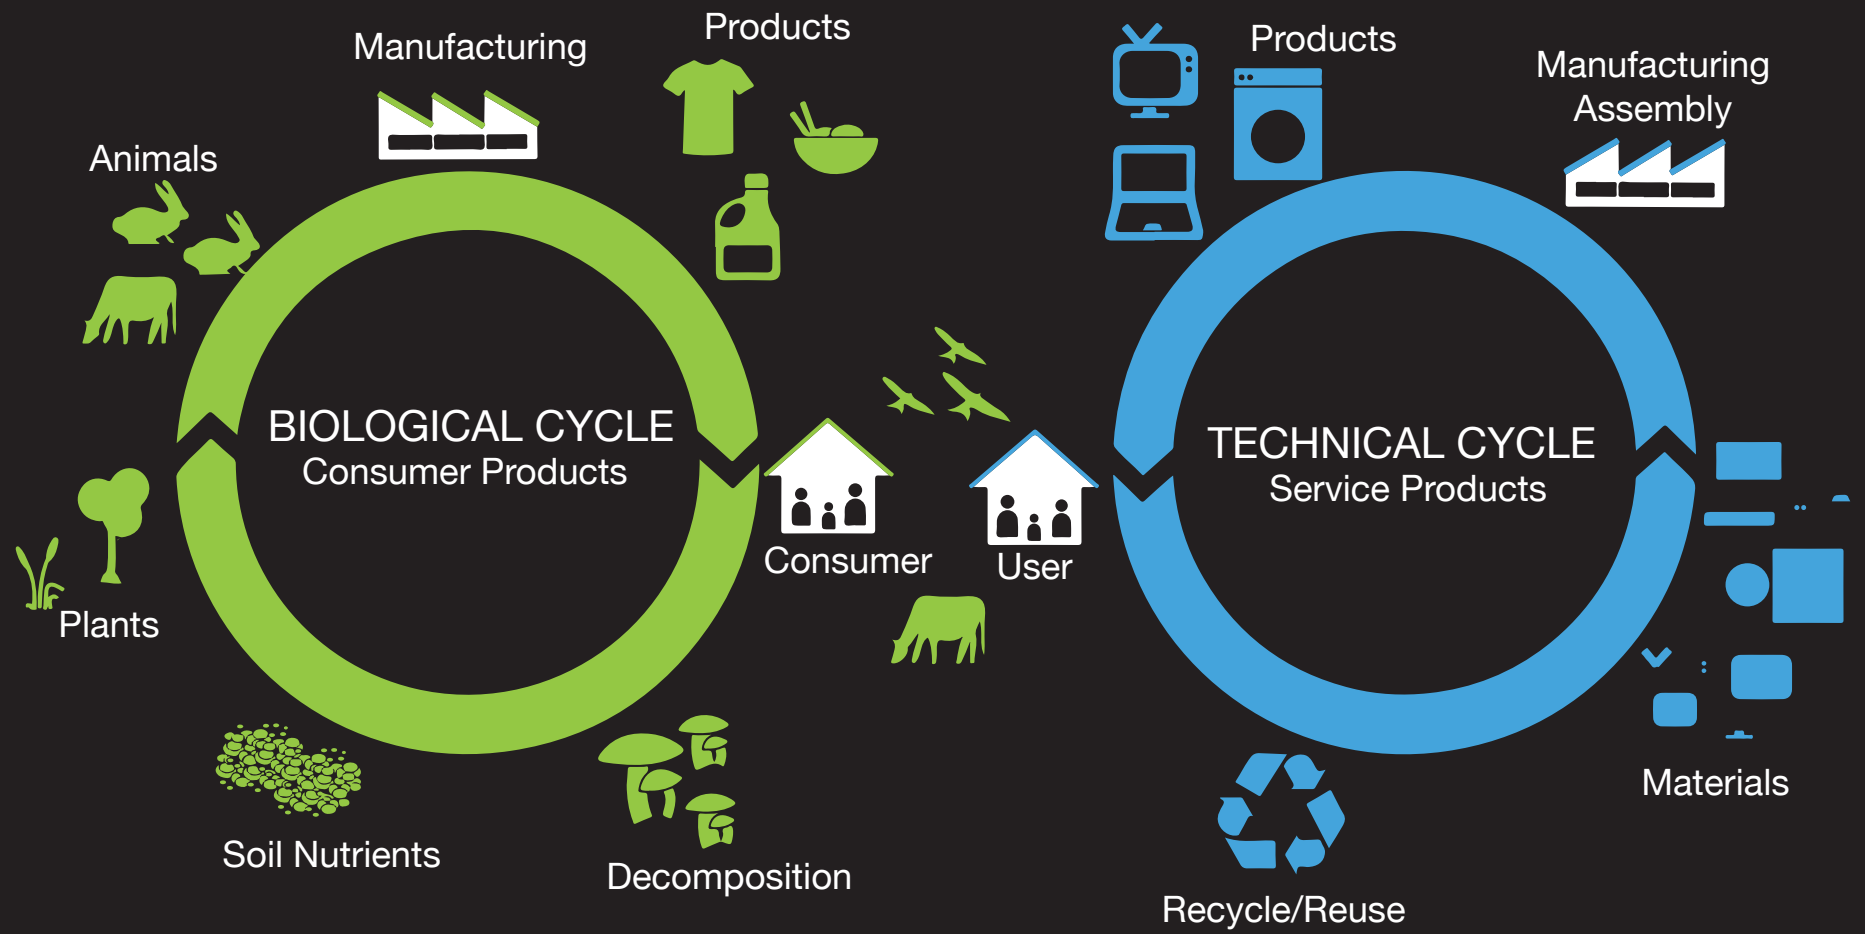 Manufacturing
Products
Animals
BIOLOGICAL CYCLE
Consumer Products
Consumer
Plants
Soil Nutrients
Decomposition
Products
Manufacturing
Assembly
TECHNICAL CYCLE
Service Products
User
Materials
Recycle/Reuse